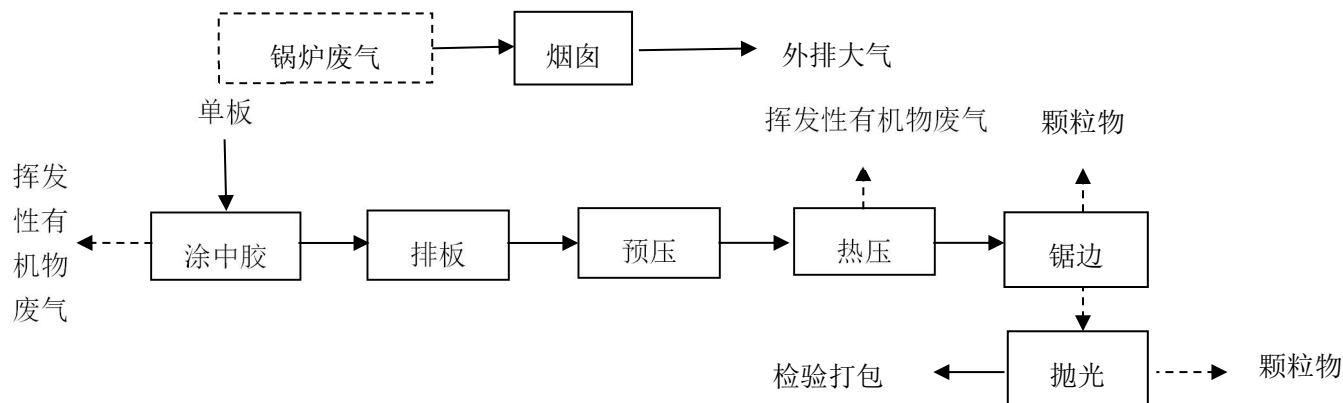 锅炉废气
烟囱
外排大气
单板
挥发性有机物废气
颗粒物
挥发
性有
机物
废气
涂中胶
排板
预压
热压
锯边
检验打包
抛光
颗粒物